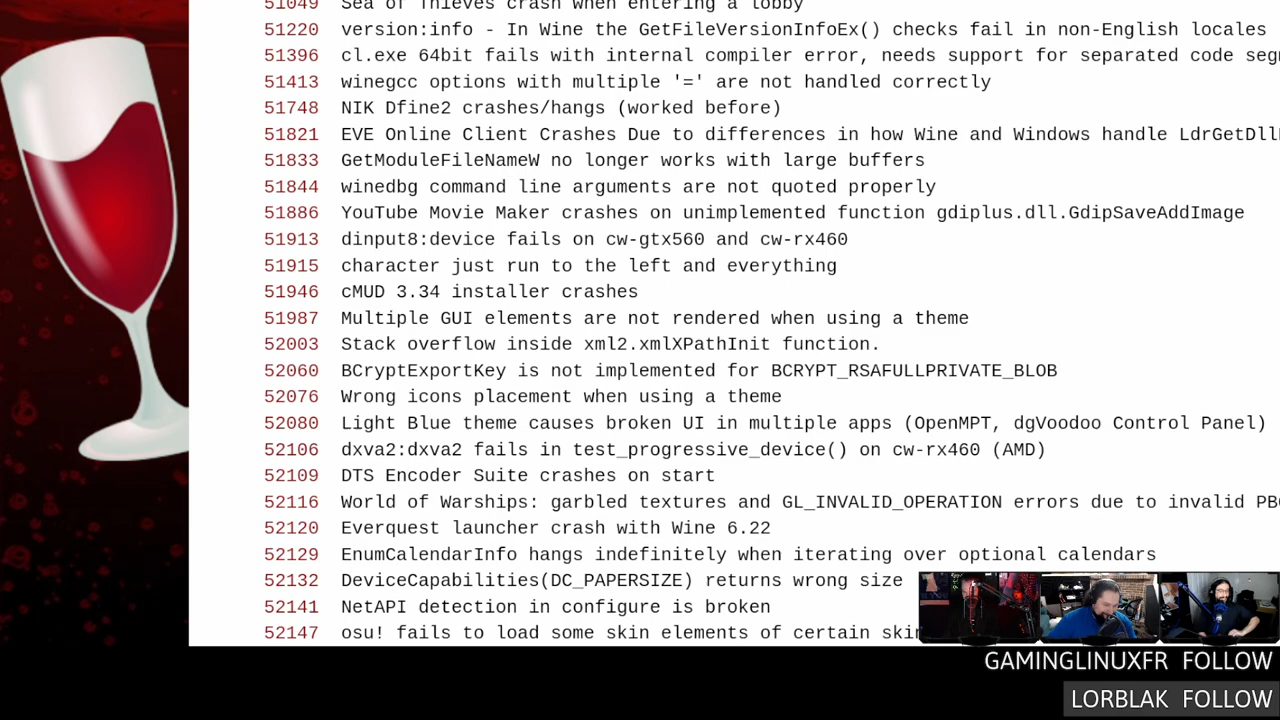 51049 Sea of Thieves crash when entering a lobby
51220 version:info - In Wine the GetFileVersionInfoEx() checks fail in non-English locales
51396 cl.exe 64bit fails with internal compiler error, needs support for separated code seg
51413 winegcc options with multiple '=' are not handled correctly
51748 NIK Dfine2 crashes/hangs (worked before)
51821 EVE Online Client Crashes Due to differences in how Wine and Windows handle LdrGetDll
51833 GetModuleFileNameW no longer works with large buffers
51844 winedbg command line arguments are not quoted properly
51886 YouTube Movie Maker crashes on unimplemented function gdiplus.dll.GdipSaveAddImage
51913 dinput8:device fails on cw-gtx560 and cw-rx460
51915 character just run to the left and everything
51946 cMUD 3.34 installer crashes
51987 Multiple GUI elements are not rendered when using a theme
52003 Stack overflow inside xml2.xmlXPathInit function.
52060 BCryptExportKey is not implemented for BCRYPT_RSAFULLPRIVATE_BLOB
52076 Wrong icons placement when using a theme
52080 Light Blue theme causes broken UI in multiple apps (OpenMPT, dgVoodoo Control Panel)
52106 dxva2:dxva2 fails in test_progressive_device() on cw-rx460 (AMD)
52109 DTS Encoder Suite crashes on start
52116 World of Warships: garbled textures and GL_INVALID_OPERATION errors due to invalid PB
52120 Everquest launcher crash with Wine 6.22
52129 EnumCalendarInfo hangs indefinitely when iterating over optional calendars
52132 DeviceCapabilities(DC_PAPERSIZE) returns wrong size
52141 NetAPI detection in configure is broken
52147 osu! fails to load some skin elements of certain skin
GAMINGLINUXFR FOLLOW
LORBLAK FOLLOW